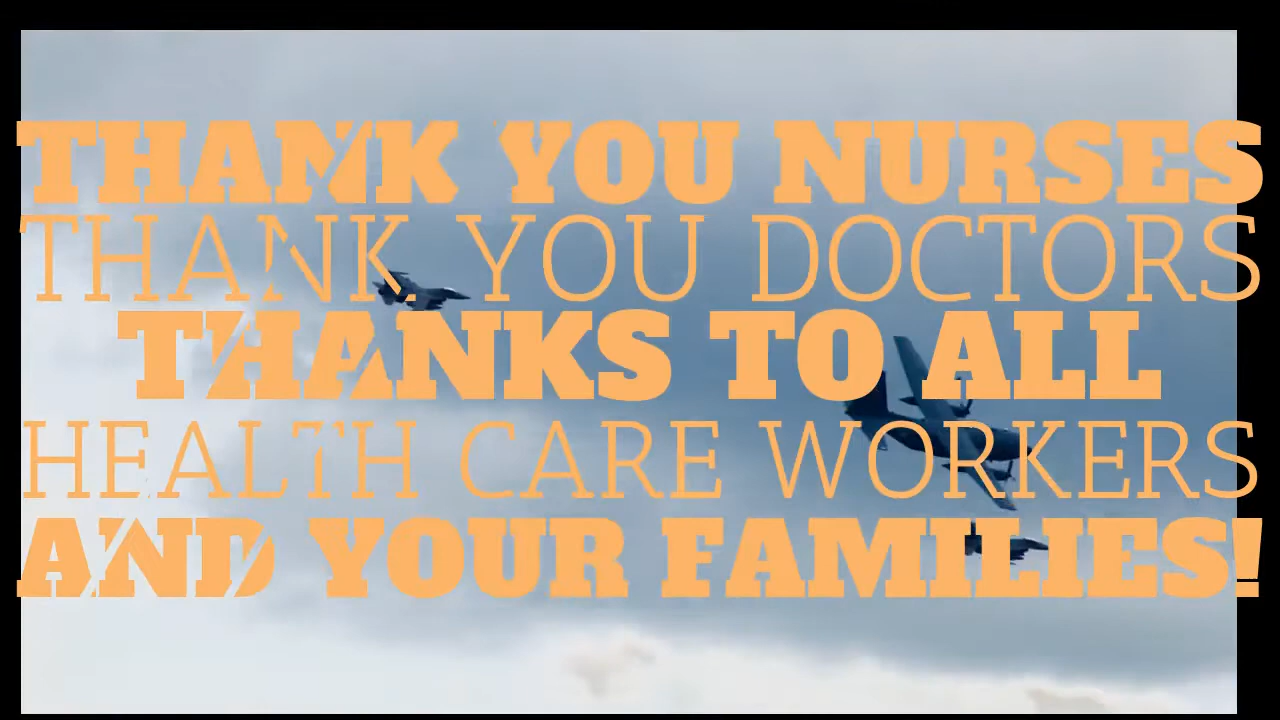 THANK YOU NURSES
THANK YOU DOCTORS
THANKS TO ALL
HEALTH CARE WORKERS
AND YOUR FAMILIES!